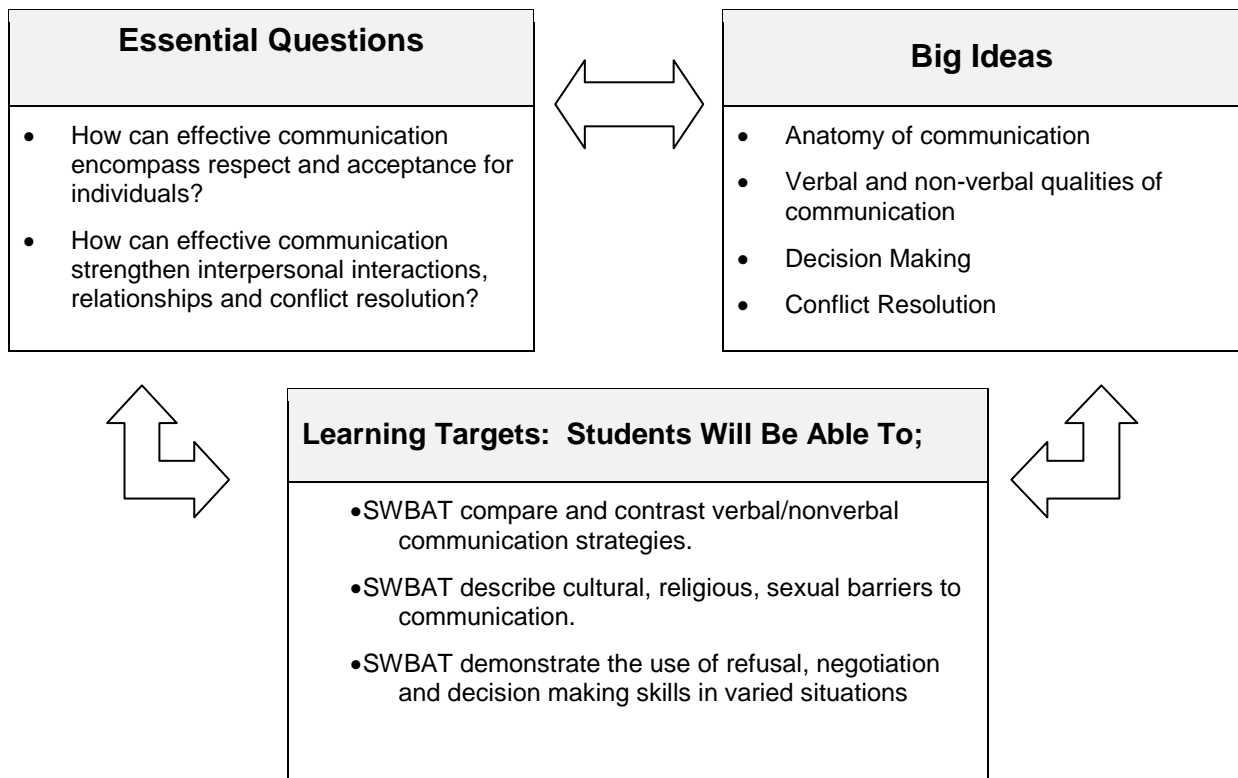 Essential Questions
• How can effective communication
encompass respect and acceptance for
individuals?
• How can effective communication
strengthen interpersonal interactions,
relationships and conflict resolution?
Big Ideas
• Anatomy of communication
• Verbal and non-verbal qualities of
communication
• Decision Making
• Conflict Resolution
Learning Targets:  Students Will Be Able To;
•SWBAT compare and contrast verbal/nonverbal
communication strategies.
•SWBAT describe cultural, religious, sexual barriers to
communication.
•SWBAT demonstrate the use of refusal, negotiation
and decision making skills in varied situations